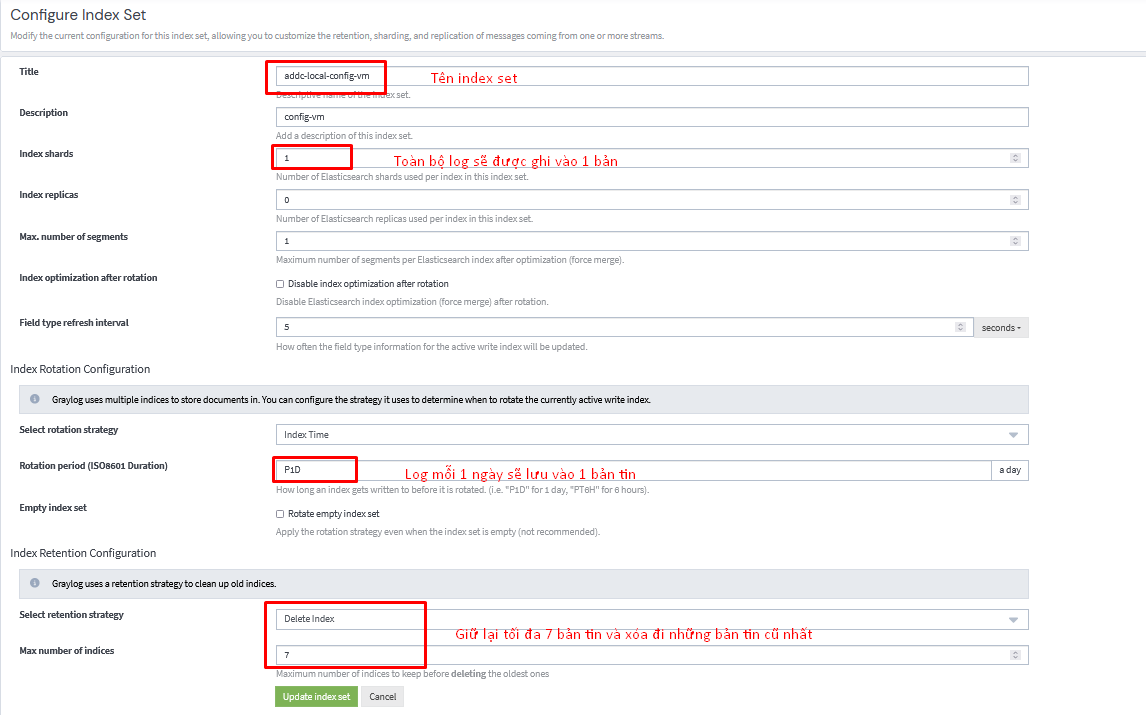 Configure Index Set
Modify the current configuration for this index set, allowing you to customize the retention, sharding, and replication of messages coming from one or more streams.
Title
addc-local-config-vm
Tên index set
Descriptive name of the index set.
Description
config-vm
Add a description of this index set.
Index shards
1
Toàn bộ log sẽ được ghi vào 1 bản
Number of Elasticsearch shards used per index in this index set.
Index replicas
0
Number of Elasticsearch replicas used per index in this index set.
Max. number of segments
1
Maximum number of segments per Elasticsearch index after optimization (force merge).
Index optimization after rotation
Disable index optimization after rotation
Disable Elasticsearch index optimization (force merge) after rotation.
Field type refresh interval
5
seconds
How often the field type information for the active write index will be updated.
Index Rotation Configuration
Graylog uses multiple indices to store documents in. You can configure the strategy it uses to determine when to rotate the currently active write index.
Select rotation strategy
Index Time
Rotation period (ISO8601 Duration)
P1D
Log mỗi 1 ngày sẽ lưu vào 1 bản tin
a day
How long an index gets written to before it is rotated. (i.e. "P1D" for 1 day, "PT6H" for 6 hours).
Empty index set
Rotate empty index set
Apply the rotation strategy even when the index set is empty (not recommended).
Index Retention Configuration
Graylog uses a retention strategy to clean up old indices.
Select retention strategy
Delete Index
Giữ lại tối đa 7 bản tin và xóa đi những bản tin cũ nhất
Max number of indices
7
Maximum number of indices to keep before deleting the oldest ones
Update index set
Cancel